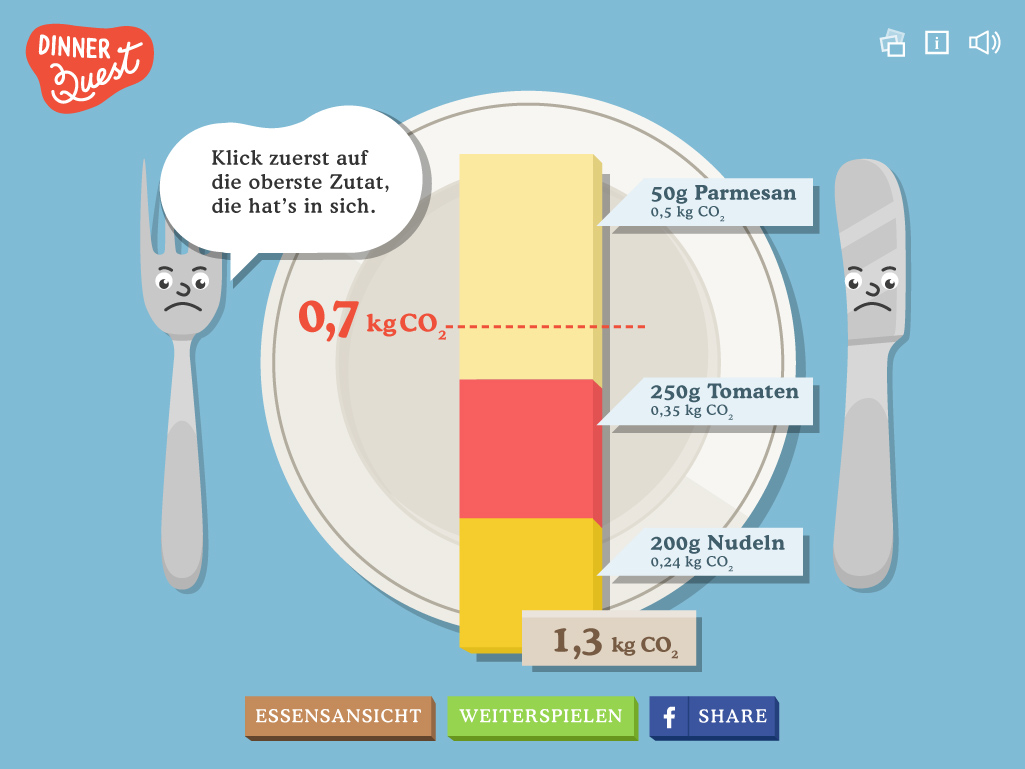 DINNER
Quest
i
Klick zuerst auf
die oberste Zutat,
die hat’s in sich.
50g Parmesan
0,5 kg CO₂
0,7 kg CO₂
250g Tomaten
0,35 kg CO₂
200g Nudeln
0,24 kg CO₂
1,3 kg CO₂
ESSENSANSICHT
WEITERSPIELEN
f SHARE